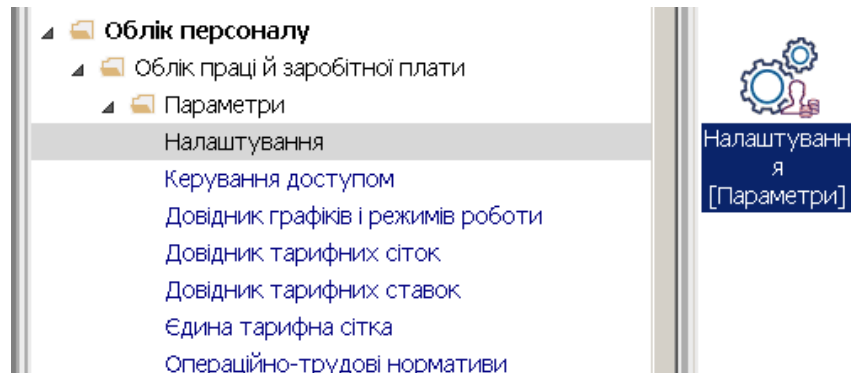 Облік персоналу
Облік праці й заробітної плати
Параметри
Налаштування
Керування доступом
Довідник графіків і режимів роботи
Довідник тарифних сіток
Довідник тарифних ставок
Єдина тарифна сітка
Операційно-трудові нормативи
Налаштуванн
я
[Параметри]